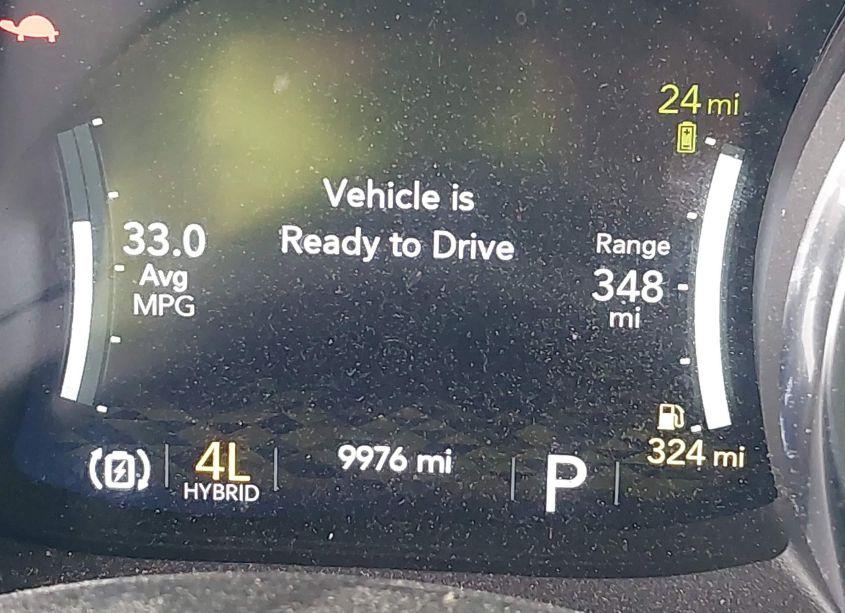 24 mi
Vehicle is
Ready to Drive
33.0
Avg
MPG
Range
348
mi
4L
HYBRID
9976 mi
P
324 mi